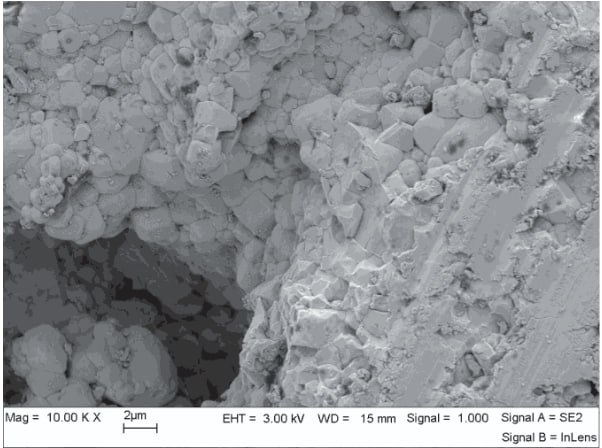 Mag = 10.00 K X 2µm EHT = 3.00 kV WD = 15 mm Signal = 1.000 Signal A = SE2
Signal B = InLens